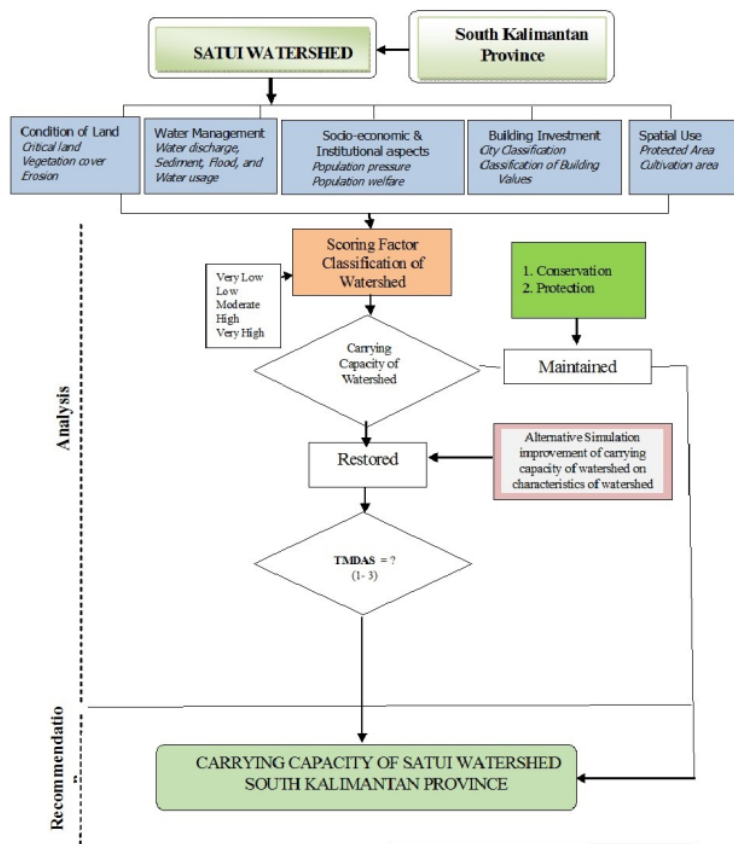 SATUI WATERSHED
South Kalimantan
Province
Condition of Land
Critical land
Vegetation cover
Erosion
Water Management
Water discharge,
Sediment, Flood, and
Water usage
Socio-economic &
Institutional aspects
Population pressure
Population welfare
Building Investment
City Classification
Classification of Building
Values
Spatial Use
Protected Area
Cultivation area
Analysis
Scoring Factor
Classification of
Watershed
Very Low
Low
Moderate
High
Very High
1. Conservation
2. Protection
Carrying
Capacity of
Watershed
Maintained
Restored
Alternative Simulation
improvement of carrying
capacity of watershed on
characteristics of watershed
TMDAS = ?
(1- 3)
Recommendatio
CARRYING CAPACITY OF SATUI WATERSHED
SOUTH KALIMANTAN PROVINCE